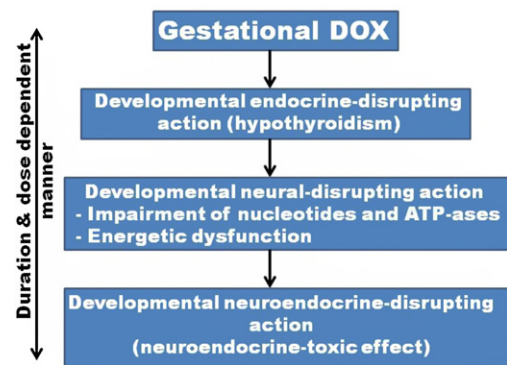 Gestational DOX
Developmental endocrine-disrupting
action (hypothyroidism)
Developmental neural-disrupting action
- Impairment of nucleotides and ATP-ases
- Energetic dysfunction
Developmental neuroendocrine-disrupting
action
(neuroendocrine-toxic effect)
Duration & dose dependent
manner